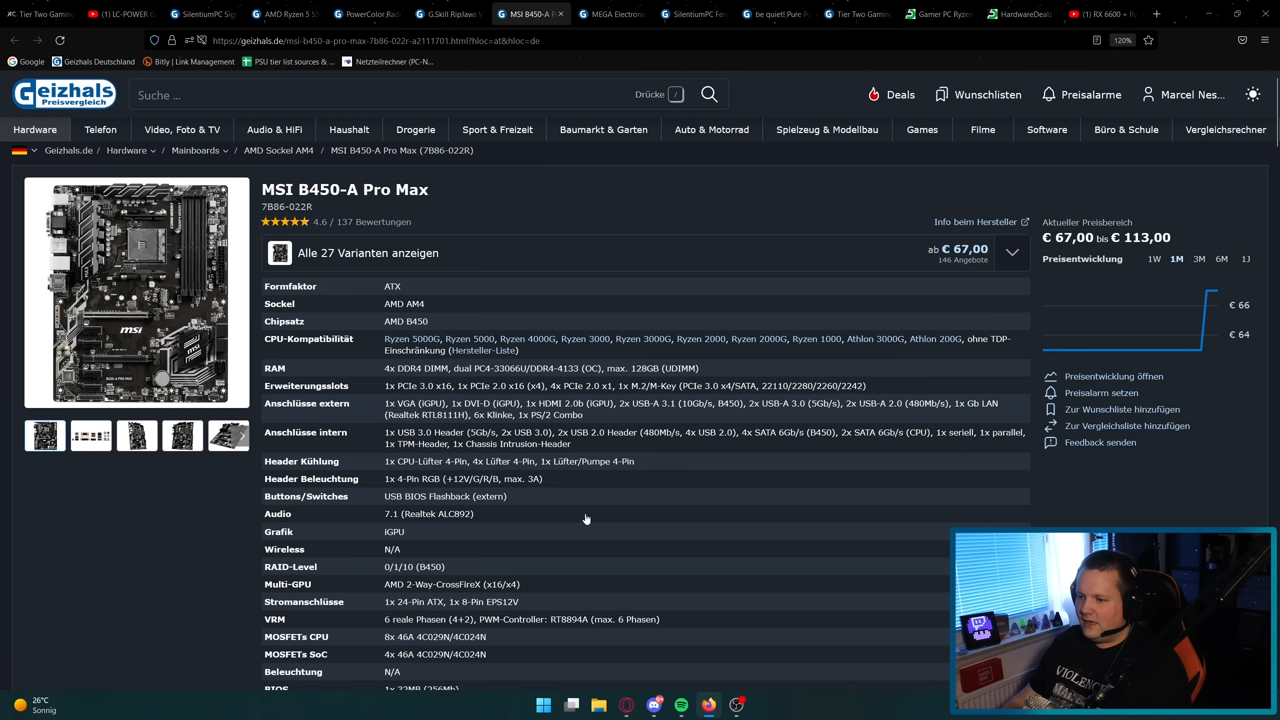 Tier Two Gaming
(1) LC-POWER
SilentiumPC Sig
AMD Ryzen 5 55
PowerColor Rade
G.Skill RipJaws V
MSI B450-A P
MEGA Electronic
SilentiumPC Fe
be quiet! Pure Po
Tier Two Gaming
Gamer PC Ryzen
HardwareDealz
(1) RX 6600 + Ry
https://geizhals.de/msi-b450-a-pro-max-7b86-022r-a2111701.html?hloc=at&hloc=de
120%
Google
Geizhals Deutschland
Bitly | Link Management
PSU tier list sources & ...
Netzteilrechner (PC-N...
Geizhals
Preisvergleich
Suche ...
Drücke /
Deals
Wunschlisten
Preisalarme
Marcel Nes...
Hardware
Telefon
Video, Foto & TV
Audio & HiFi
Haushalt
Drogerie
Sport & Freizeit
Baumarkt & Garten
Auto & Motorrad
Spielzeug & Modellbau
Games
Filme
Software
Büro & Schule
Vergleichsrechner
Geizhals.de / Hardware / Mainboards / AMD Sockel AM4 / MSI B450-A Pro Max (7B86-022R)
MSI B450-A Pro Max
7B86-022R
4.6 / 137 Bewertungen
Info beim Hersteller
Alle 27 Varianten anzeigen
ab € 67,00
146 Angebote
Formfaktor ATX
Sockel AMD AM4
Chipsatz AMD B450
CPU-Kompatibilität Ryzen 5000G, Ryzen 5000, Ryzen 4000G, Ryzen 3000, Ryzen 3000G, Ryzen 2000, Ryzen 2000G, Ryzen 1000, Athlon 3000G, Athlon 200G, ohne TDP-
Einschränkung (Hersteller-Liste)
RAM 4x DDR4 DIMM, dual PC4-33066U/DDR4-4133 (OC), max. 128GB (UDIMM)
Erweiterungsslots 1x PCIe 3.0 x16, 1x PCIe 2.0 x16 (x4), 4x PCIe 2.0 x1, 1x M.2/M-Key (PCIe 3.0 x4/SATA, 22110/2280/2260/2242)
Anschlüsse extern 1x VGA (iGPU), 1x DVI-D (iGPU), 1x HDMI 2.0b (iGPU), 2x USB-A 3.1 (10Gb/s, B450), 2x USB-A 3.0 (5Gb/s), 2x USB-A 2.0 (480Mb/s), 1x Gb LAN
(Realtek RTL8111H), 6x Klinke, 1x PS/2 Combo
Anschlüsse intern 1x USB 3.0 Header (5Gb/s, 2x USB 3.0), 2x USB 2.0 Header (480Mb/s, 4x USB 2.0), 4x SATA 6Gb/s (B450), 2x SATA 6Gb/s (CPU), 1x seriell, 1x parallel,
1x TPM-Header, 1x Chassis Intrusion-Header
Header Kühlung 1x CPU-Lüfter 4-Pin, 4x Lüfter 4-Pin, 1x Lüfter/Pumpe 4-Pin
Header Beleuchtung 1x 4-Pin RGB (+12V/G/R/B, max. 3A)
Buttons/Switches USB BIOS Flashback (extern)
Audio 7.1 (Realtek ALC892)
Grafik iGPU
Wireless N/A
RAID-Level 0/1/10 (B450)
Multi-GPU AMD 2-Way-CrossFireX (x16/x4)
Stromanschlüsse 1x 24-Pin ATX, 1x 8-Pin EPS12V
VRM 6 reale Phasen (4+2), PWM-Controller: RT8894A (max. 6 Phasen)
MOSFETs CPU 8x 46A 4C029N/4C024N
MOSFETs SoC 4x 46A 4C029N/4C024N
Beleuchtung N/A
BIOS 1x 32MB (256Mb)
Aktueller Preisbereich
€ 67,00 bis € 113,00
Preisentwicklung 1W 1M 3M 6M 1J
€ 66
€ 64
Preisentwicklung öffnen
Preisalarm setzen
Zur Wunschliste hinzufügen
Zur Vergleichsliste hinzufügen
Feedback senden
msi
MAX
VIOLENC
26°C
Sonnig